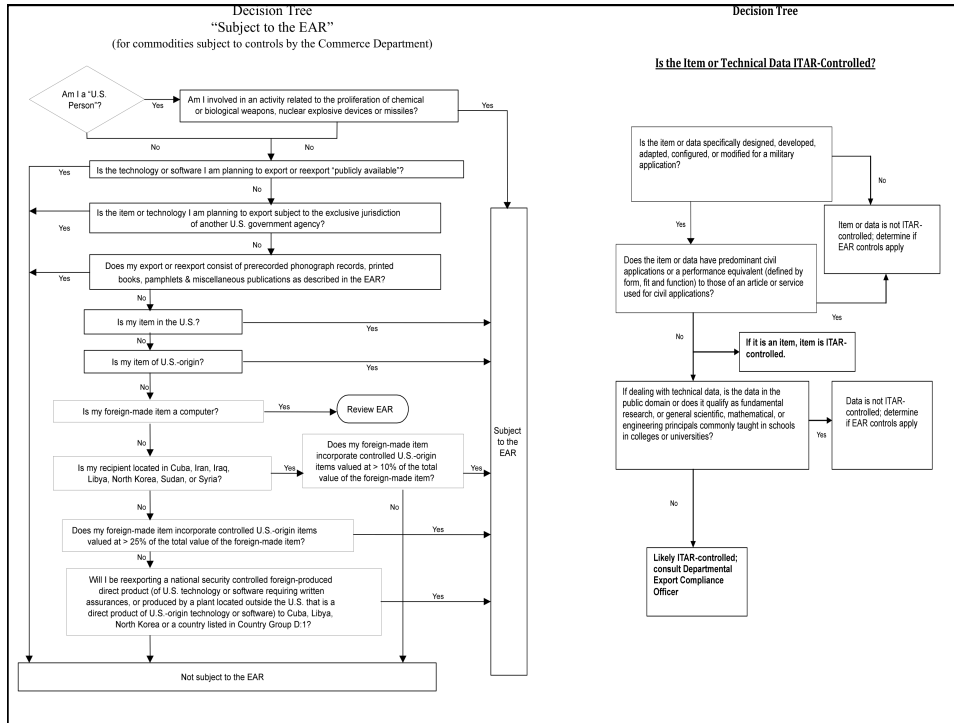 Decision Tree
“Subject to the EAR”
(for commodities subject to controls by the Commerce Department)
Am I a “U.S.
Person”?
Yes
Am I involved in an activity related to the proliferation of chemical
or biological weapons, nuclear explosive devices or missiles?
Yes
No
No
Yes
Is the technology or software I am planning to export or reexport “publicly available”?
No
Is the item or technology I am planning to export subject to the exclusive jurisdiction
of another U.S. government agency?
Yes
No
Does my export or reexport consist of prerecorded phonograph records, printed
books, pamphlets & miscellaneous publications as described in the EAR?
Yes
No
Is my item in the U.S.?
Yes
No
Is my item of U.S.-origin?
Yes
No
Is my foreign-made item a computer?
Yes
Review EAR
No
Is my recipient located in Cuba, Iran, Iraq,
Libya, North Korea, Sudan, or Syria?
Yes
Does my foreign-made item
incorporate controlled U.S.-origin
items valued at > 10% of the total
value of the foreign-made item?
Yes
No
No
Does my foreign-made item incorporate controlled U.S.-origin items
valued at > 25% of the total value of the foreign-made item?
Yes
No
Will I be reexporting a national security controlled foreign-produced
direct product (of U.S. technology or software requiring written
assurances, or produced by a plant located outside the U.S. that is a
direct product of U.S.-origin technology or software) to Cuba, Libya,
North Korea or a country listed in Country Group D:1?
Yes
No
Subject
to the
EAR
Not subject to the EAR
Decision Tree
Is the Item or Technical Data ITAR-Controlled?
Is the item or data specifically designed, developed,
adapted, configured, or modified for a military
application?
No
Item or data is not ITAR-
controlled; determine if
EAR controls apply
Yes
Does the item or data have predominant civil
applications or a performance equivalent (defined by
form, fit and function) to those of an article or service
used for civil applications?
Yes
No
If it is an item, item is ITAR-
controlled.
If dealing with technical data, is the data in the
public domain or does it qualify as fundamental
research, or general scientific, mathematical, or
engineering principals commonly taught in schools
in colleges or universities?
Yes
Data is not ITAR-
controlled; determine
if EAR controls apply
No
Likely ITAR-controlled;
consult Departmental
Export Compliance
Officer